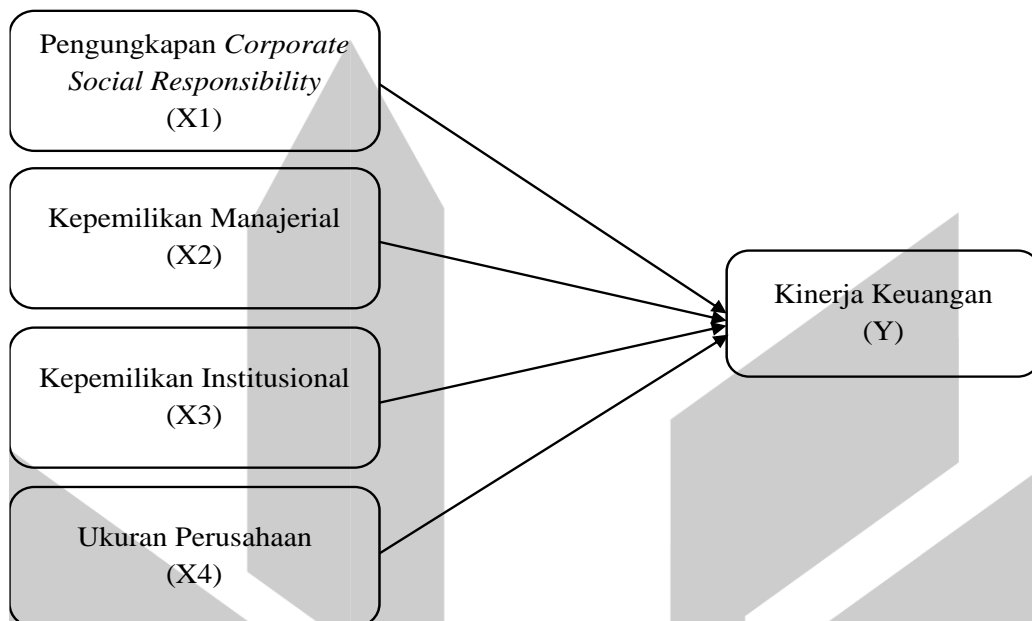 Pengungkapan Corporate
Social Responsibility
(X1)
Kepemilikan Manajerial
(X2)
Kepemilikan Institusional
(X3)
Ukuran Perusahaan
(X4)
Kinerja Keuangan
(Y)